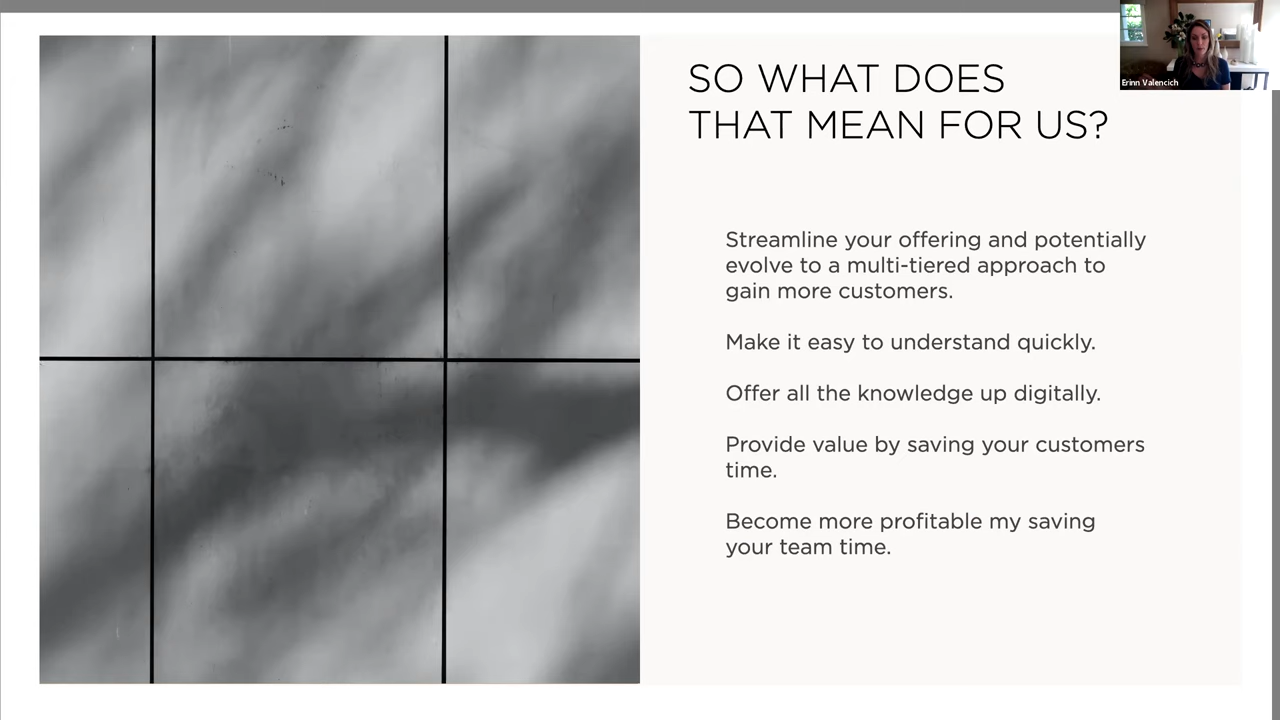 SO WHAT DOES
THAT MEAN FOR US?
Erinn Valencich
Streamline your offering and potentially
evolve to a multi-tiered approach to
gain more customers.
Make it easy to understand quickly.
Offer all the knowledge up digitally.
Provide value by saving your customers
time.
Become more profitable my saving
your team time.